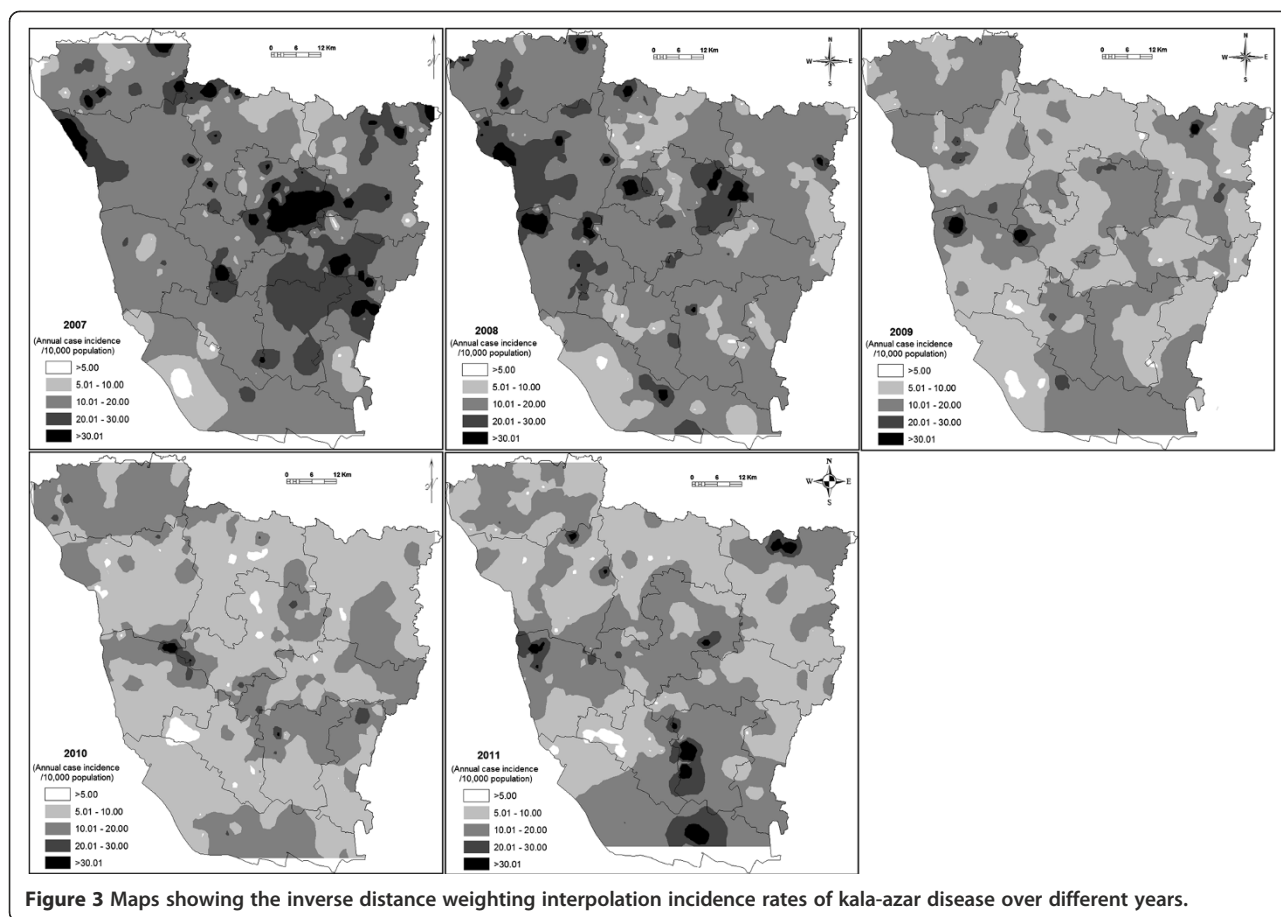 0 6 12 Km
2007
(Annual case incidence
/10,000 population)
>5.00
5.01 - 10.00
10.01 - 20.00
20.01 - 30.00
>30.01
0 6 12 Km
N
W E
S
2008
(Annual case incidence
/10,000 population)
>5.00
5.01 - 10.00
10.01 - 20.00
20.01 - 30.00
>30.01
0 6 12 Km
N
W E
S
2009
(Annual case incidence
/10,000 population)
>5.00
5.01 - 10.00
10.01 - 20.00
20.01 - 30.00
>30.01
0 6 12 Km
2010
(Annual case incidence
/10,000 population)
>5.00
5.01 - 10.00
10.01 - 20.00
20.01 - 30.00
>30.01
0 6 12 Km
N
W E
S
2011
(Annual case incidence
/10,000 population)
>5.00
5.01 - 10.00
10.01 - 20.00
20.01 - 30.00
>30.01
Figure 3 Maps showing the inverse distance weighting interpolation incidence rates of kala-azar disease over different years.